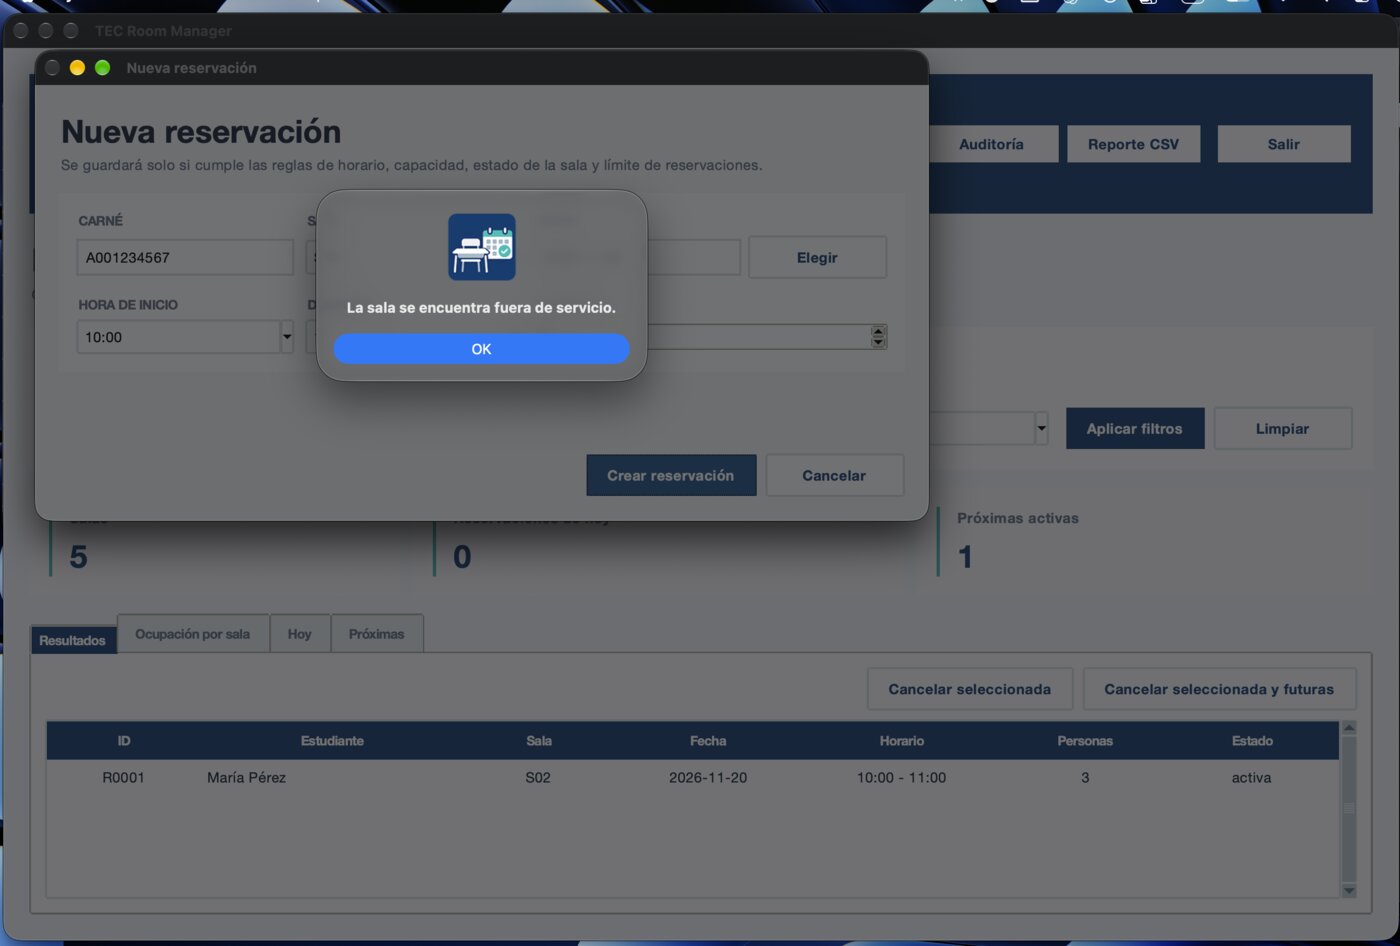 TEC Room Manager
Nueva reservación
Nueva reservación
Se guardará solo si cumple las reglas de horario, capacidad, estado de la sala y límite de reservaciones.
Auditoría
Reporte CSV
Salir
CARNÉ
A001234567
Elegir
La sala se encuentra fuera de servicio.
OK
HORA DE INICIO
10:00
Aplicar filtros
Limpiar
Crear reservación
Cancelar
5
0
Próximas activas
1
Resultados
Ocupación por sala
Hoy
Próximas
Cancelar seleccionada
Cancelar seleccionada y futuras
ID Estudiante Sala Fecha Horario Personas Estado
R0001 María Pérez S02 2026-11-20 10:00 - 11:00 3 activa